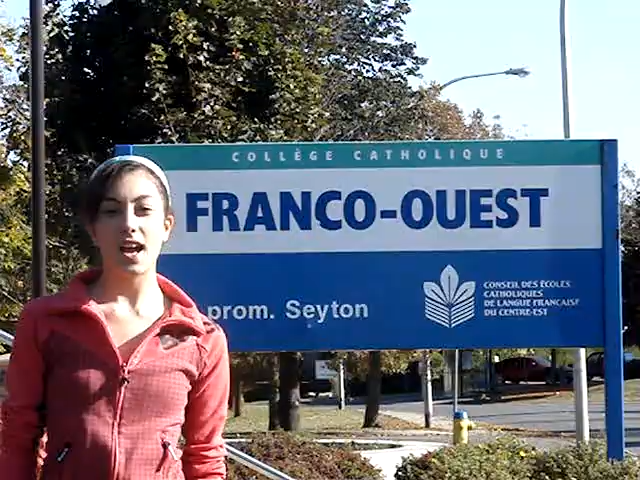 COLLÈGE CATHOLIQUE
FRANCO-OUEST
prom. Seyton
CONSEIL DES ÉCOLES
CATHOLIQUES
DE LANGUE FRANÇAISE
DU CENTRE-EST